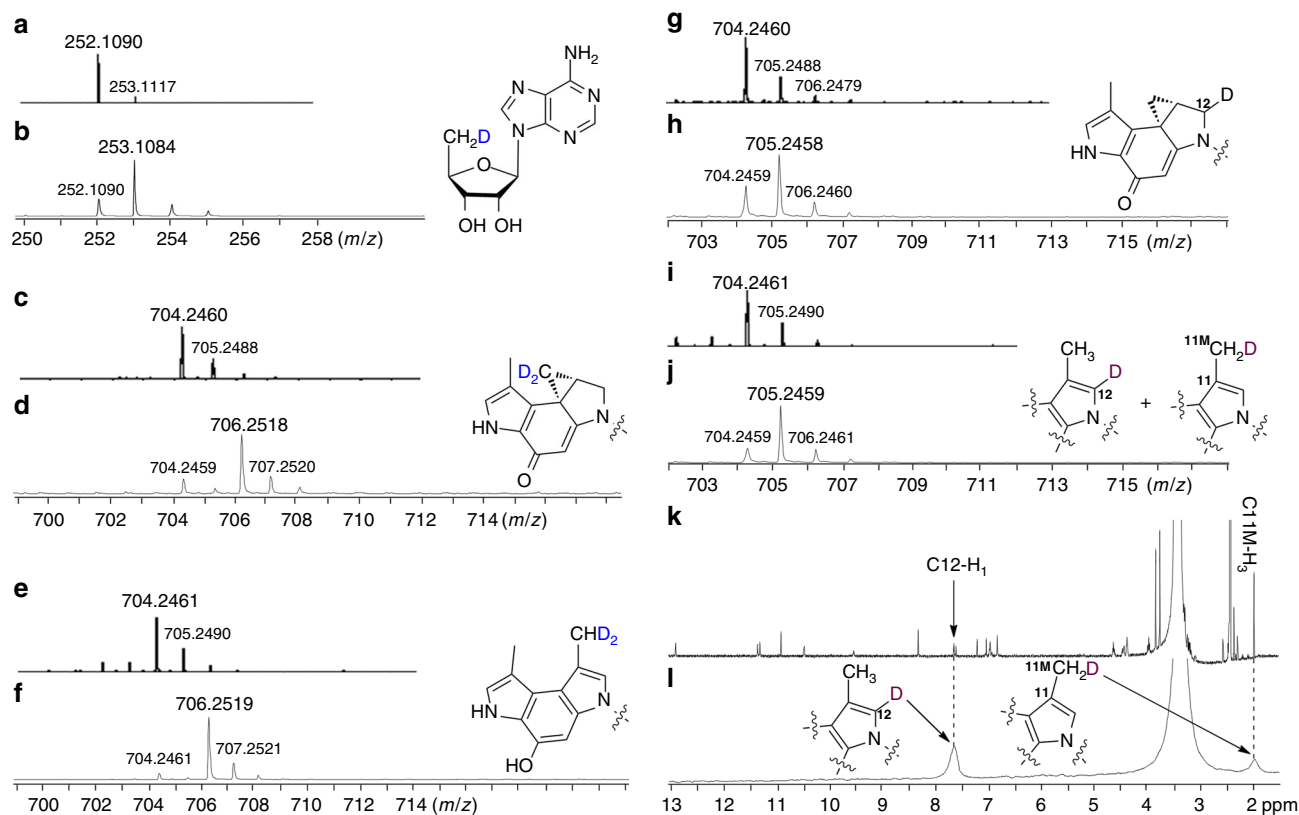 a
252.1090
253.1117
b
253.1084
252.1090
250 252 254 256 258 (m/z)
NH2
N
N
N
N
CH2D
O
OH OH
c
704.2460
705.2488
d
706.2518
704.2459
707.2520
700 702 704 706 708 710 712 714 (m/z)
D2C
HN
N
O
e
704.2461
705.2490
f
706.2519
704.2461
707.2521
700 702 704 706 708 710 712 714 (m/z)
CHD2
HN
N
HO
g
704.2460
705.2488
706.2479
h
705.2458
704.2459
706.2460
703 705 707 709 711 713 715 (m/z)
12
D
HN
N
O
i
704.2461
705.2490
j
705.2459
704.2459
706.2461
703 705 707 709 711 713 715 (m/z)
CH3
D
12
N
+
11M
CH2D
11
N
k
C12-H1
C11M-H3
l
CH3
D
12
N
11M
CH2D
11
N
13 12 11 10 9 8 7 6 5 4 3 2 ppm